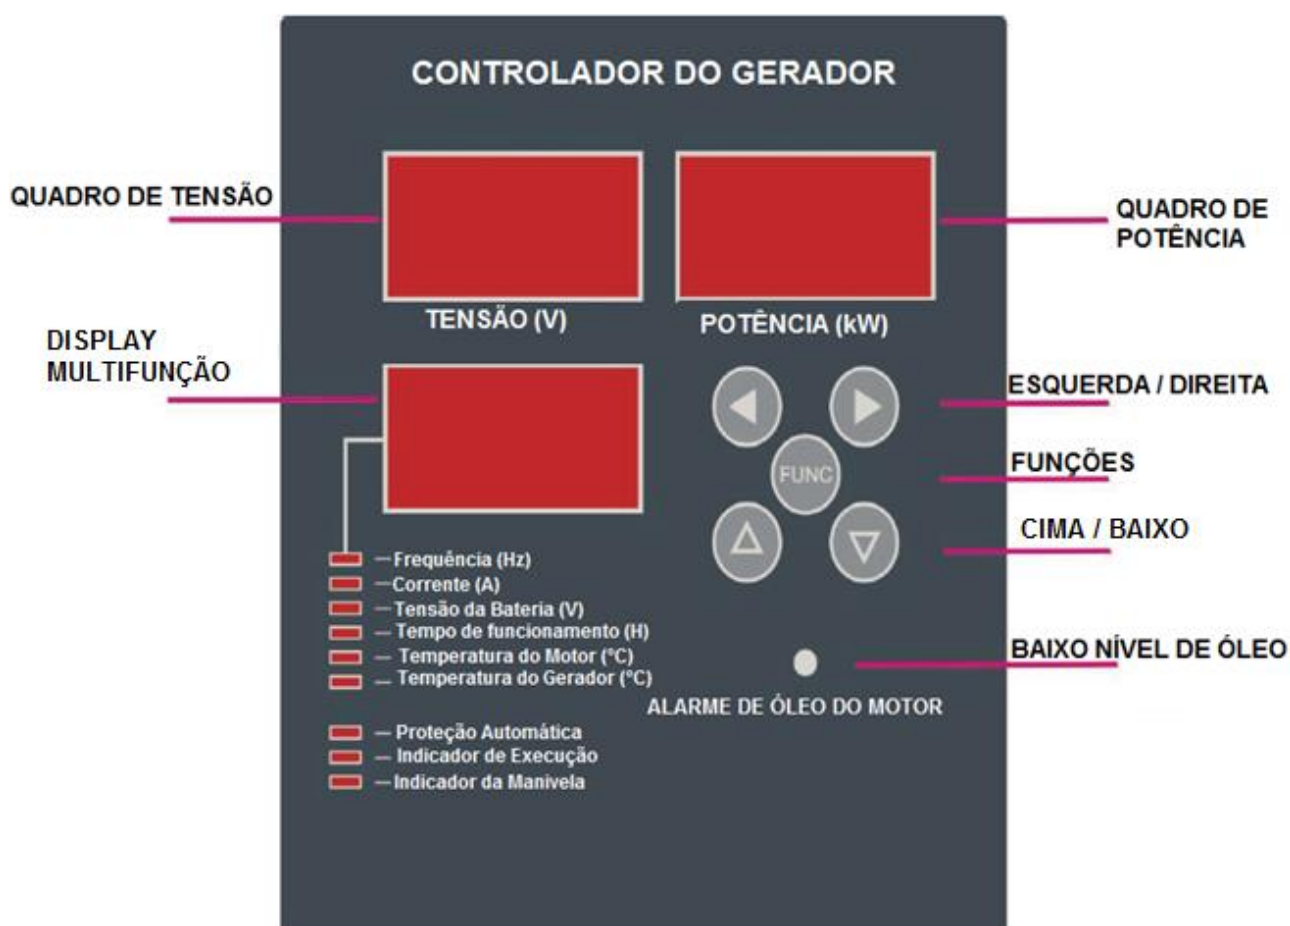 CONTROLADOR DO GERADOR
QUADRO DE TENSÃO
QUADRO DE
POTÊNCIA
TENSÃO (V)
POTÊNCIA (kW)
DISPLAY
MULTIFUNÇÃO
ESQUERDA / DIREITA
FUNC
FUNÇÕES
CIMA / BAIXO
Frequência (Hz)
Corrente (A)
Tensão da Bateria (V)
Tempo de funcionamento (H)
Temperatura do Motor (°C)
Temperatura do Gerador (°C)
BAIXO NÍVEL DE ÓLEO
ALARME DE ÓLEO DO MOTOR
Proteção Automática
Indicador de Execução
Indicador da Manivela